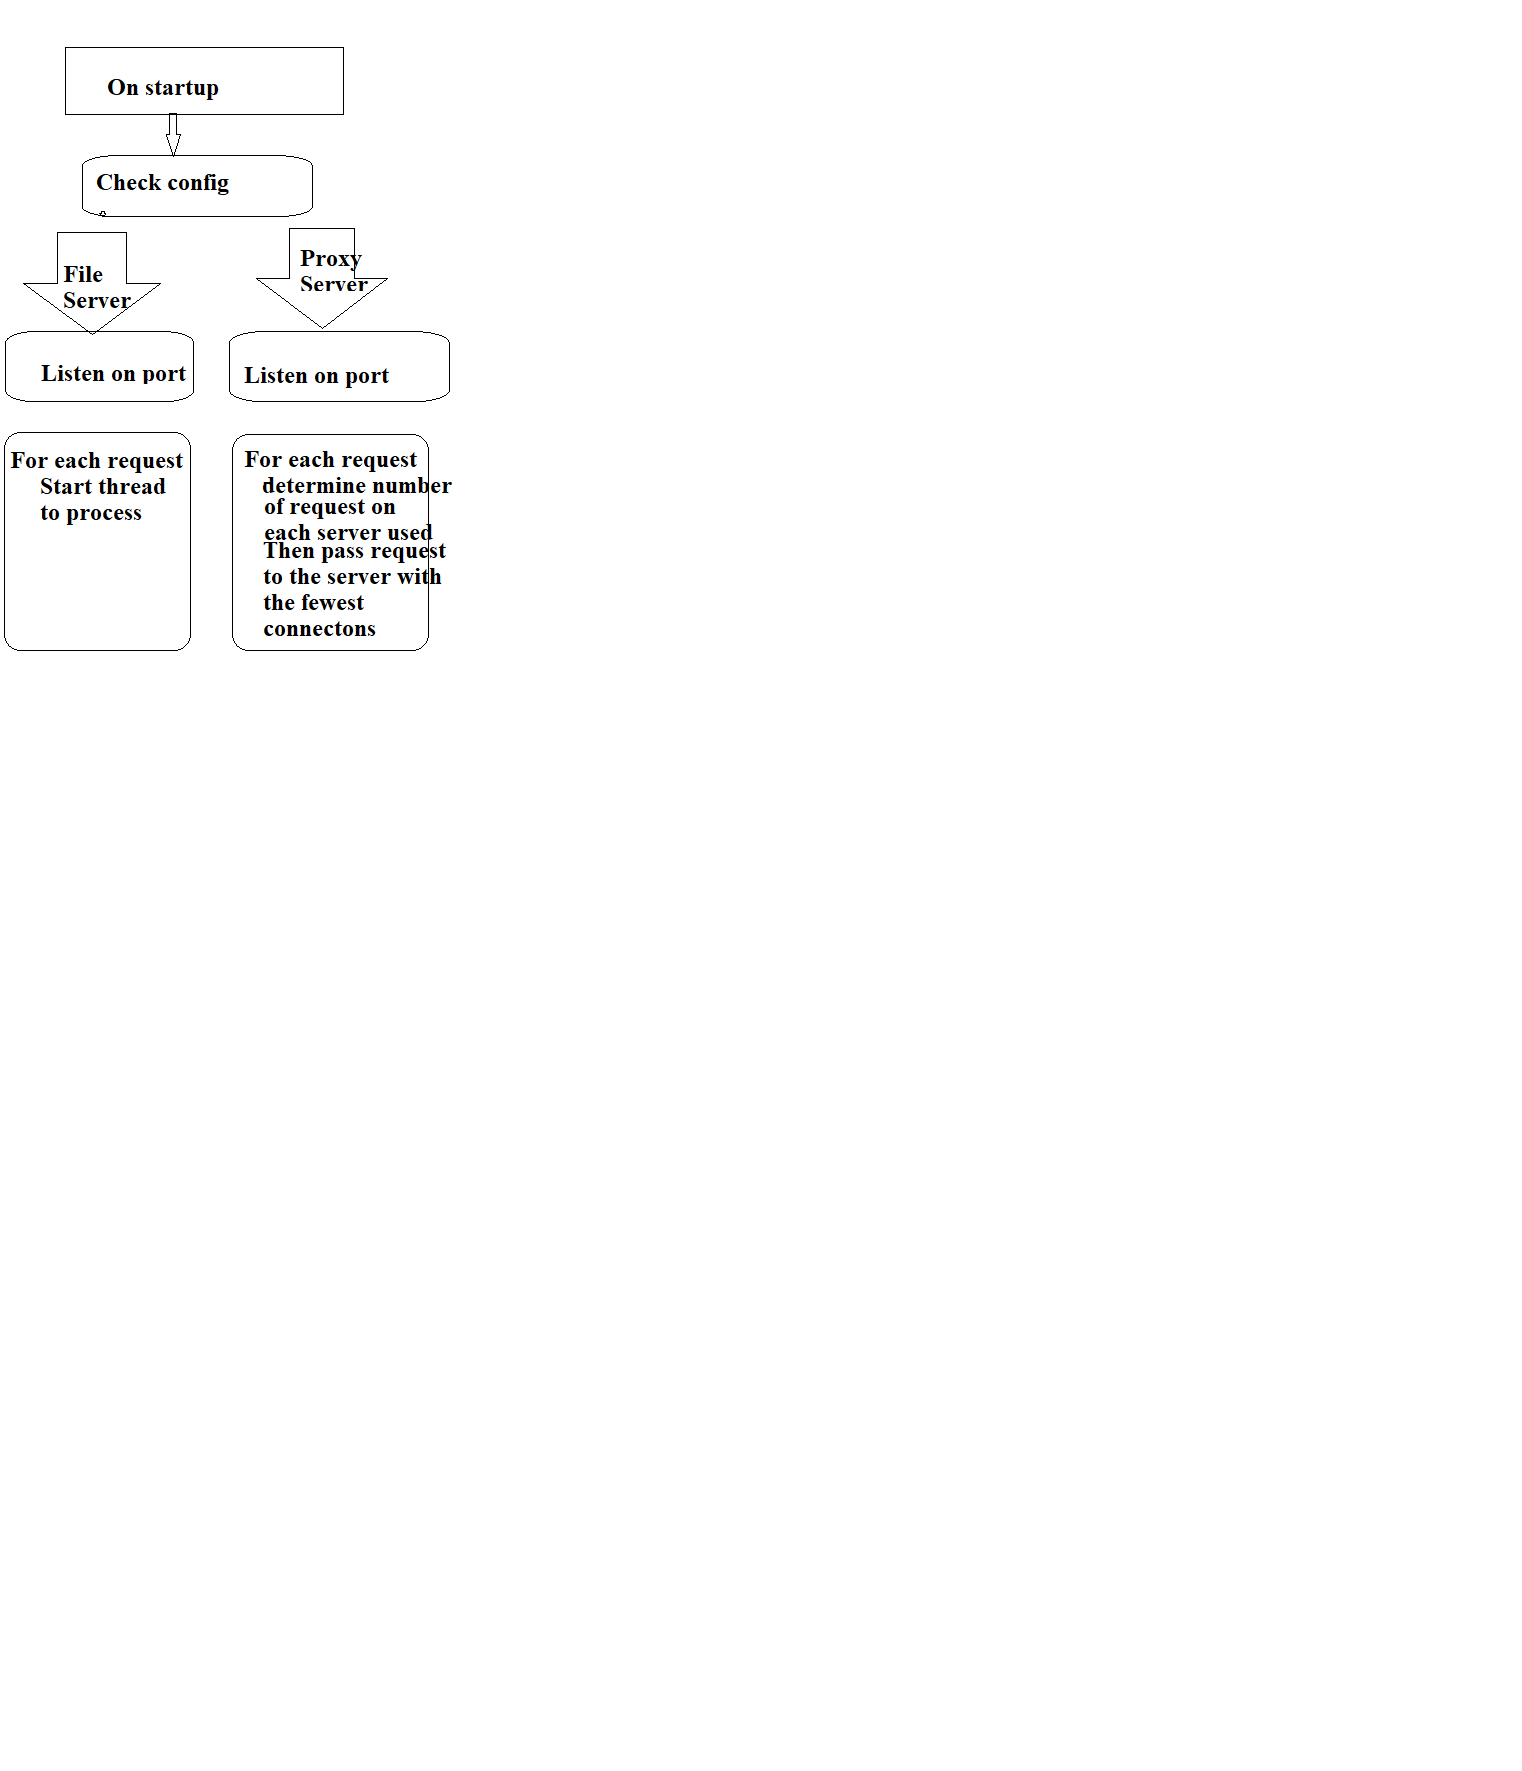 On startup
Check config
File
Server
Proxy
Server
Listen on port
Listen on port
For each request
Start thread
to process
For each request
determine number
of request on
each server used
Then pass request
to the server with
the fewest
connectons